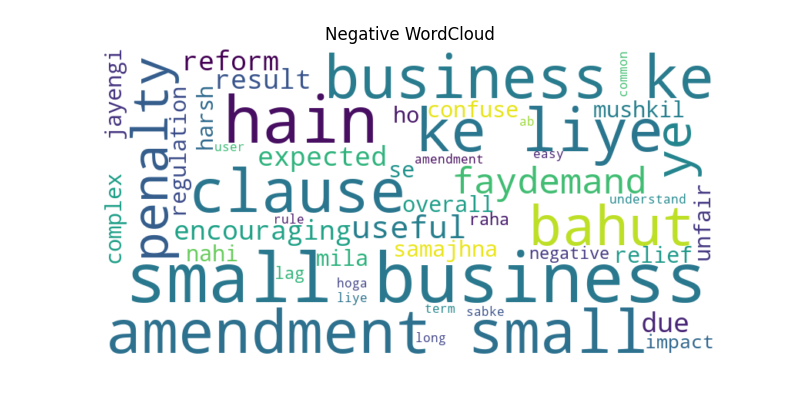 Negative WordCloud
jayengi
penalty
reform
result
business ke
common
regulation
harsh
hain
ho
confuse
mushkil
ke liye
ab
ye
user
expected
amendment
easy
se
faydemand
complex
clause
overall
understand
unfair
rule
raha
encouraging
useful
bahut
nahi
mila
samajhna
negative
relief
lag
hoga
liye
small business
term
sabke
amendment small
long
due
impact